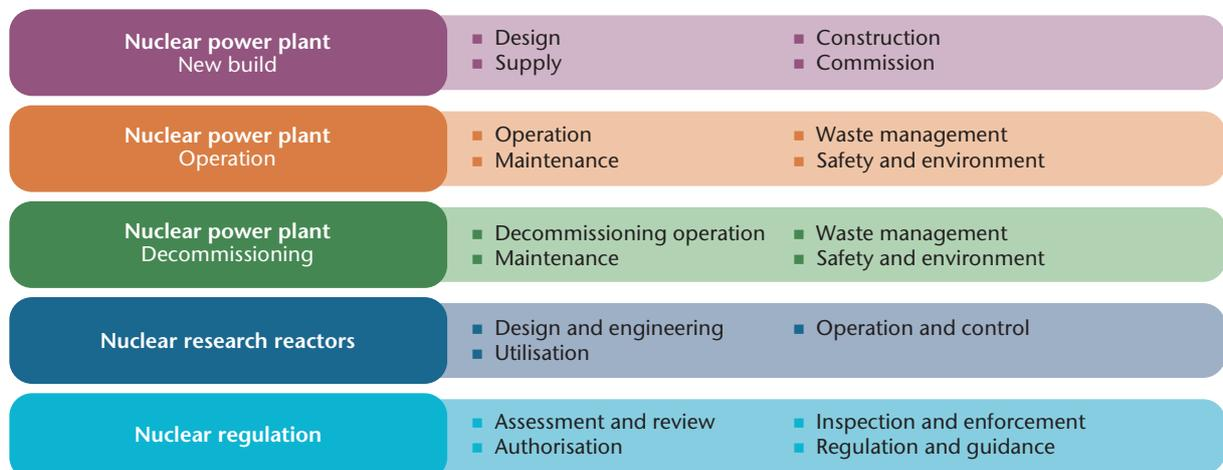 Nuclear power plant
New build
Design
Supply
Construction
Commission
Nuclear power plant
Operation
Operation
Maintenance
Waste management
Safety and environment
Nuclear power plant
Decommissioning
Decommissioning operation
Maintenance
Waste management
Safety and environment
Nuclear research reactors
Design and engineering
Utilisation
Operation and control
Nuclear regulation
Assessment and review
Authorisation
Inspection and enforcement
Regulation and guidance